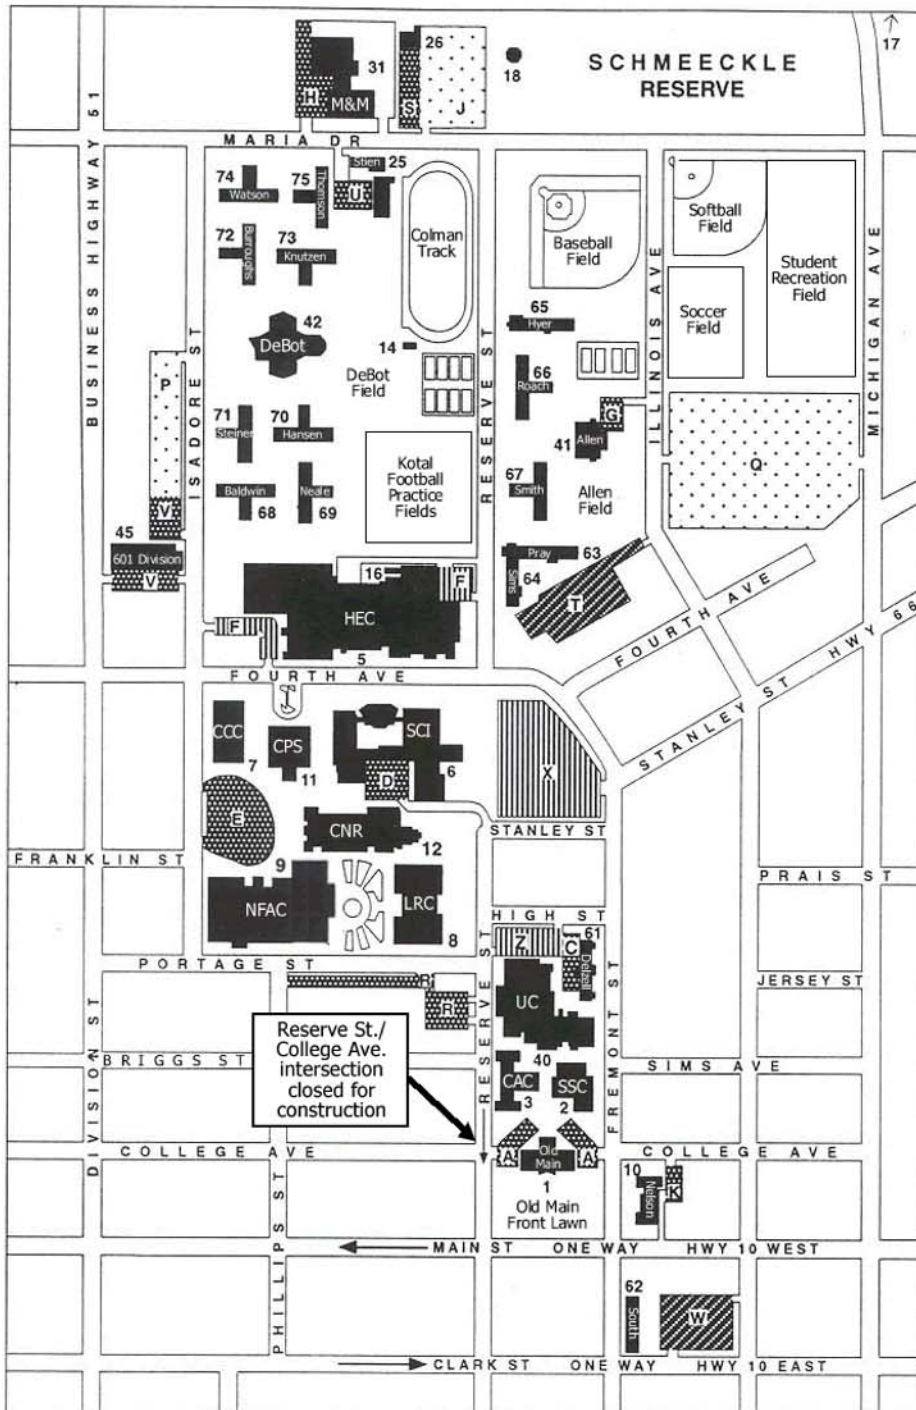 17
26
31
18
SCHMEECKLE
RESERVE
H
M&M
S
J
BUSINESS HIGHWAY 51
MARIA DR
Stien
25
74
75
Watson
Thomson
U
72
73
Burroughs
Knutzen
Colman
Track
Baseball
Field
Softball
Field
Student
Recreation
Field
Soccer
Field
ILLINOIS AVE
MICHIGAN AVE
42
DeBot
14
DeBot
Field
65
Hyer
66
Roach
P
ISADORE ST
RESERVE ST
71
70
Steiner
Hansen
G
41
Allen
Q
Kotal
Football
Practice
Fields
67
Smith
Allen
Field
Baldwin
Neale
68
69
V
45
601 Division
V
Pray
63
Sims
64
T
16
F
HEC
F
5
FOURTH AVE
FOURTH AVE
STANLEY ST HWY 66
CCC
CPS
SCI
7
11
6
D
X
E
CNR
12
STANLEY ST
FRANKLIN ST
PRAIS ST
9
NFAC
LRC
8
HIGH ST
61
Z
C
Delzell
PORTAGE ST
JERSEY ST
R
R
UC
RESERVE ST
FREMONT ST
Reserve St./
College Ave.
intersection
closed for
construction
DIVISION ST
BRIGGS ST
SIMS AVE
40
CAC
SSC
3
2
COLLEGE AVE
COLLEGE AVE
A
Old
Main
A
1
Old Main
Front Lawn
10
Nelson
K
PHILLIPS ST
MAIN ST ONE WAY HWY 10 WEST
62
South
W
CLARK ST ONE WAY HWY 10 EAST